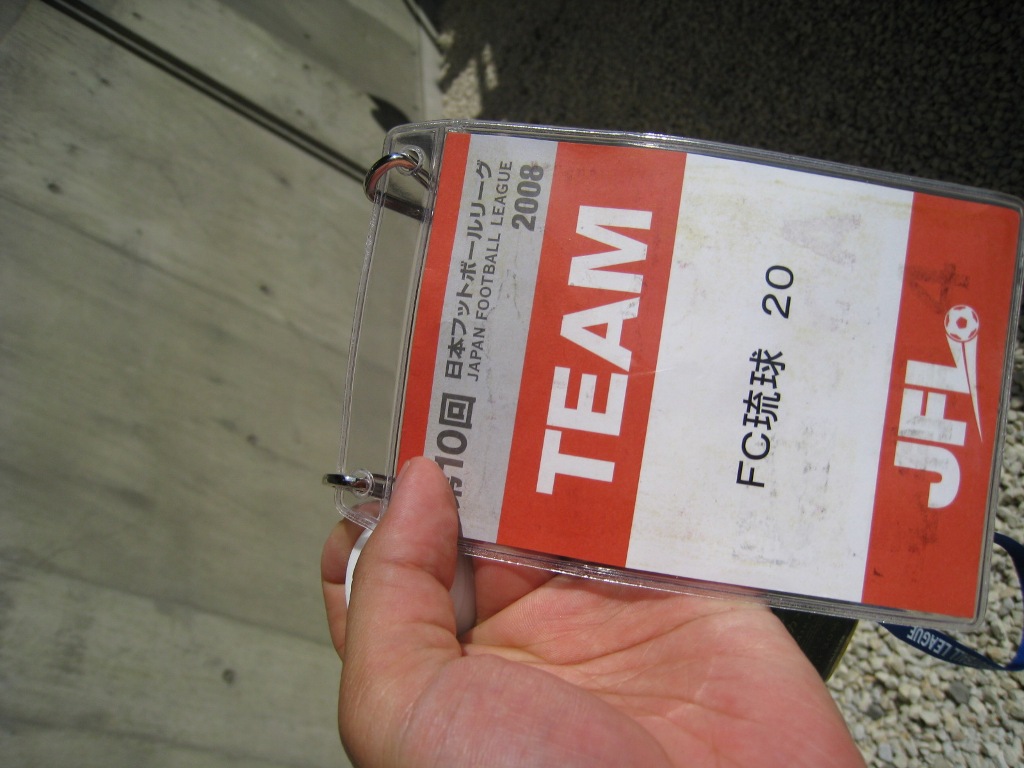 第10回 日本フットボールリーグ
JAPAN FOOTBALL LEAGUE
2008
TEAM
FC琉球 20
JFL
LEAGUE